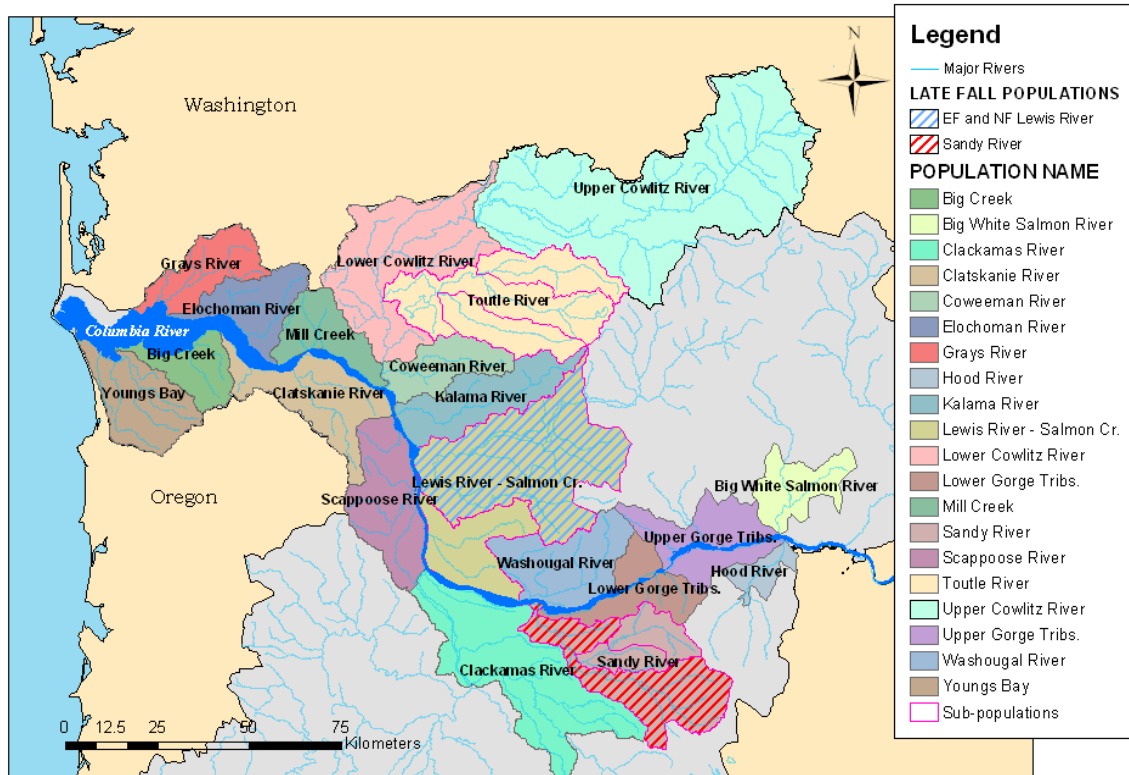 Washington
N
Upper Cowlitz River
Grays River
Lower Cowlitz River
Elochoman River
Toutle River
Columbia River
Mill Creek
Big Creek
Coweeman River
Youngs Bay
Clatskanie River
Kalama River
Oregon
Scappoose River
Lewis River - Salmon Cr.
Big White Salmon River
Upper Gorge Tribs.
Washougal River
Hood River
Lower Gorge Tribs.
Sandy River
Clackamas River
0 12.5 25 50 75
Kilometers
Legend
Major Rivers
LATE FALL POPULATIONS
EF and NF Lewis River
Sandy River
POPULATION NAME
Big Creek
Big White Salmon River
Clackamas River
Clatskanie River
Coweeman River
Elochoman River
Grays River
Hood River
Kalama River
Lewis River - Salmon Cr.
Lower Cowlitz River
Lower Gorge Tribs.
Mill Creek
Sandy River
Scappoose River
Toutle River
Upper Cowlitz River
Upper Gorge Tribs.
Washougal River
Youngs Bay
Sub-populations